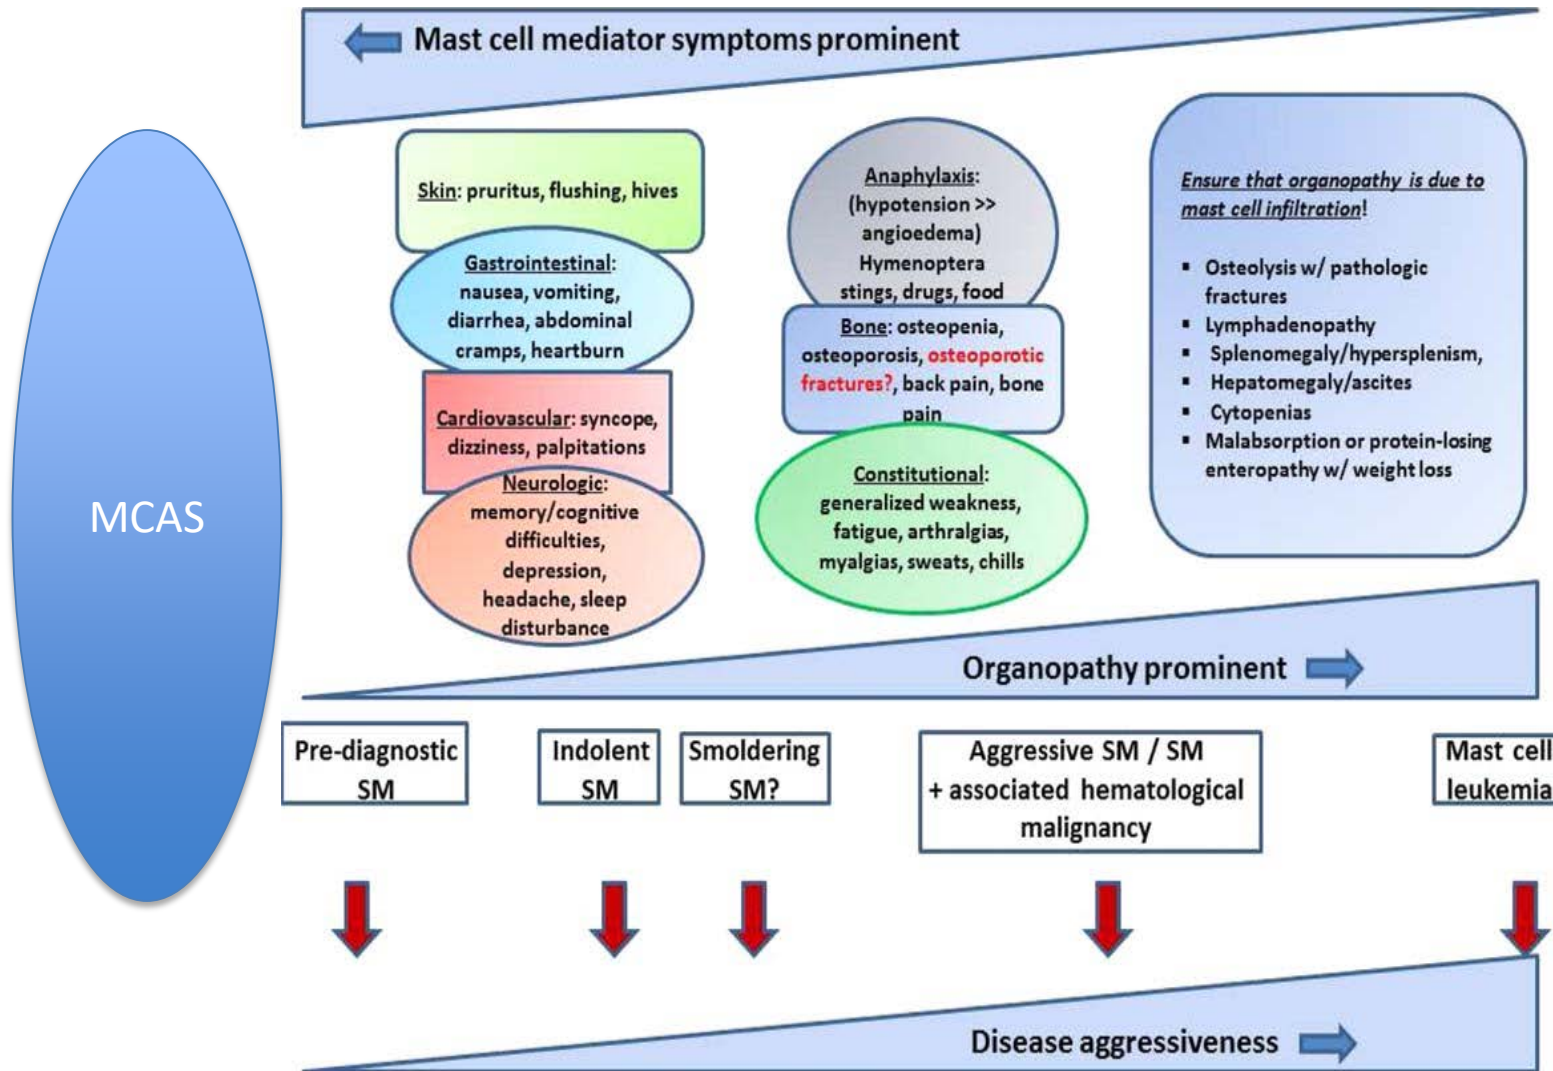 Mast cell mediator symptoms prominent
MCAS
Skin: pruritus, flushing, hives
Gastrointestinal:
nausea, vomiting,
diarrhea, abdominal
cramps, heartburn
Cardiovascular: syncope,
dizziness, palpitations
Neurologic:
memory/cognitive
difficulties,
depression,
headache, sleep
disturbance
Anaphylaxis:
(hypotension >>
angioedema)
Hymenoptera
stings, drugs, food
Bone: osteopenia,
osteoporosis, osteoporotic
fractures?, back pain, bone
pain
Constitutional:
generalized weakness,
fatigue, arthralgias,
myalgias, sweats, chills
Ensure that organopathy is due to
mast cell infiltration!
▪ Osteolysis w/ pathologic
fractures
▪ Lymphadenopathy
▪ Splenomegaly/hypersplenism,
▪ Hepatomegaly/ascites
▪ Cytopenias
▪ Malabsorption or protein-losing
enteropathy w/ weight loss
Organopathy prominent
Pre-diagnostic
SM
Indolent
SM
Smoldering
SM?
Aggressive SM / SM
+ associated hematological
malignancy
Mast cell
leukemia
Disease aggressiveness